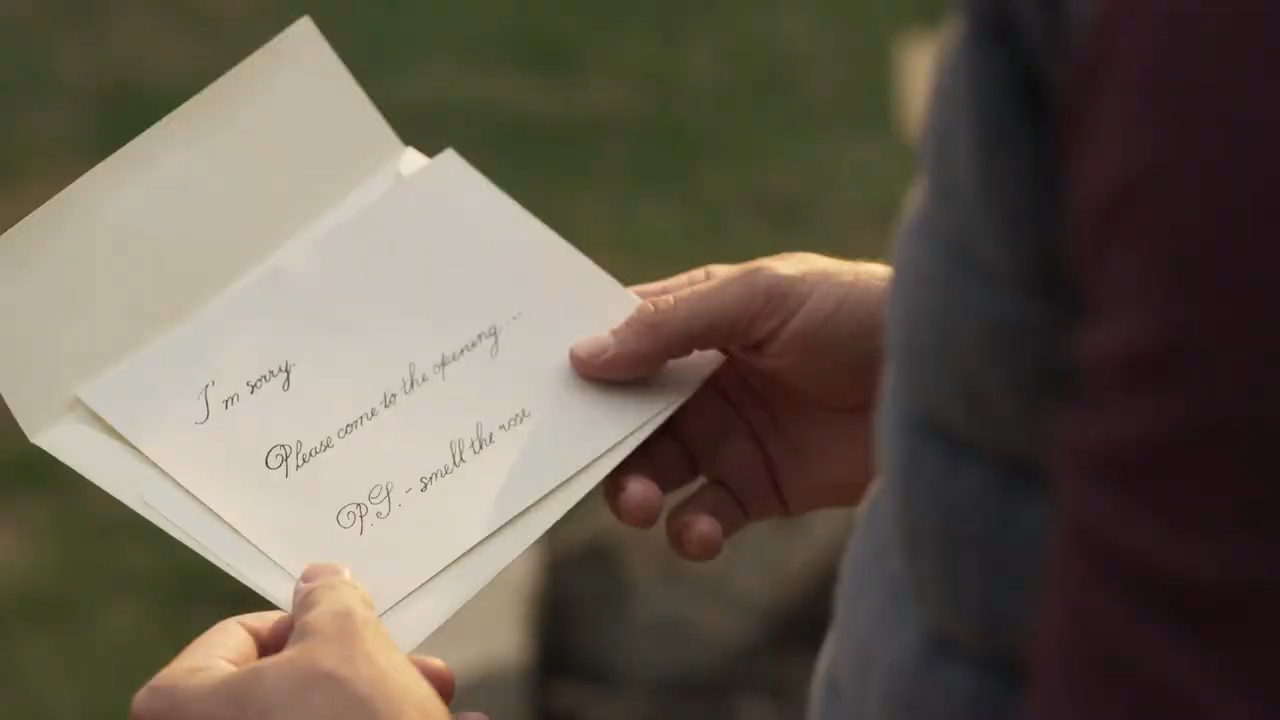 I'm sorry.
Please come to the opening...
P.S. - smell the rose